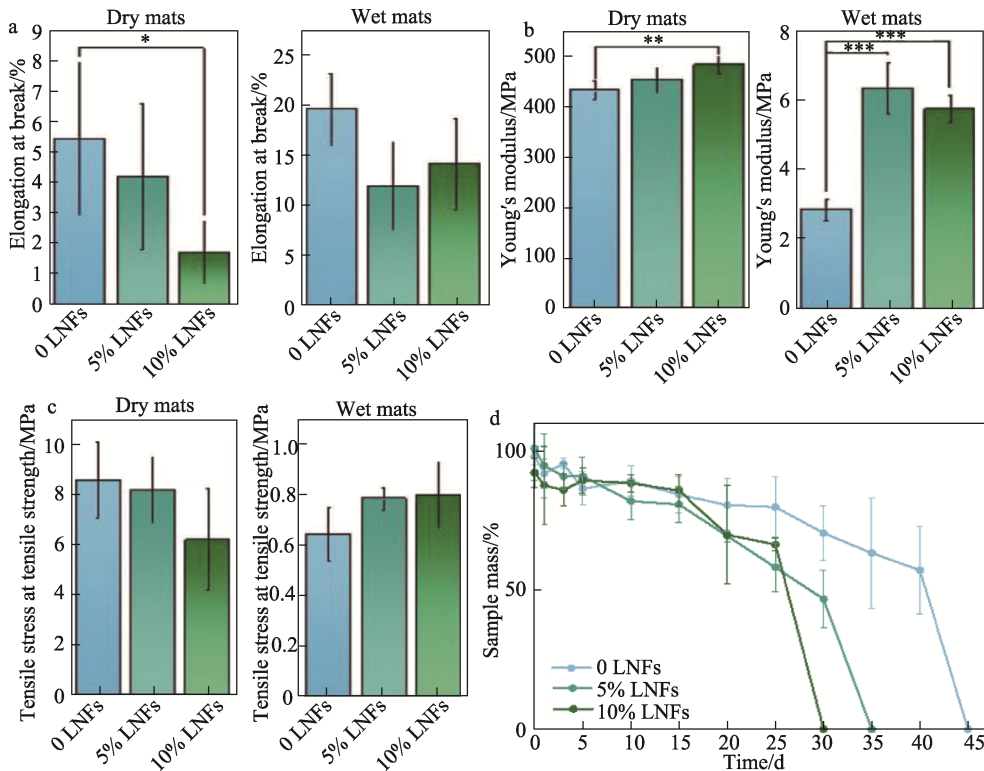 a
Dry mats
Elongation at break/%
9
8
7
6
5
4
3
2
1
0
*
0 LNFs
5% LNFs
10% LNFs
Wet mats
Elongation at break/%
25
20
15
10
5
0
0 LNFs
5% LNFs
10% LNFs
b
Dry mats
Young's modulus/MPa
500
400
300
200
100
0
**
0 LNFs
5% LNFs
10% LNFs
Wet mats
Young's modulus/MPa
8
6
4
2
0
***
***
0 LNFs
5% LNFs
10% LNFs
c
Dry mats
Tensile stress at tensile strength/MPa
10
8
6
4
2
0
0 LNFs
5% LNFs
10% LNFs
Wet mats
Tensile stress at tensile strength/MPa
1.0
0.8
0.6
0.4
0.2
0
0 LNFs
5% LNFs
10% LNFs
d
Sample mass/%
100
50
0
0 LNFs
5% LNFs
10% LNFs
0 5 10 15 20 25 30 35 40 45
Time/d